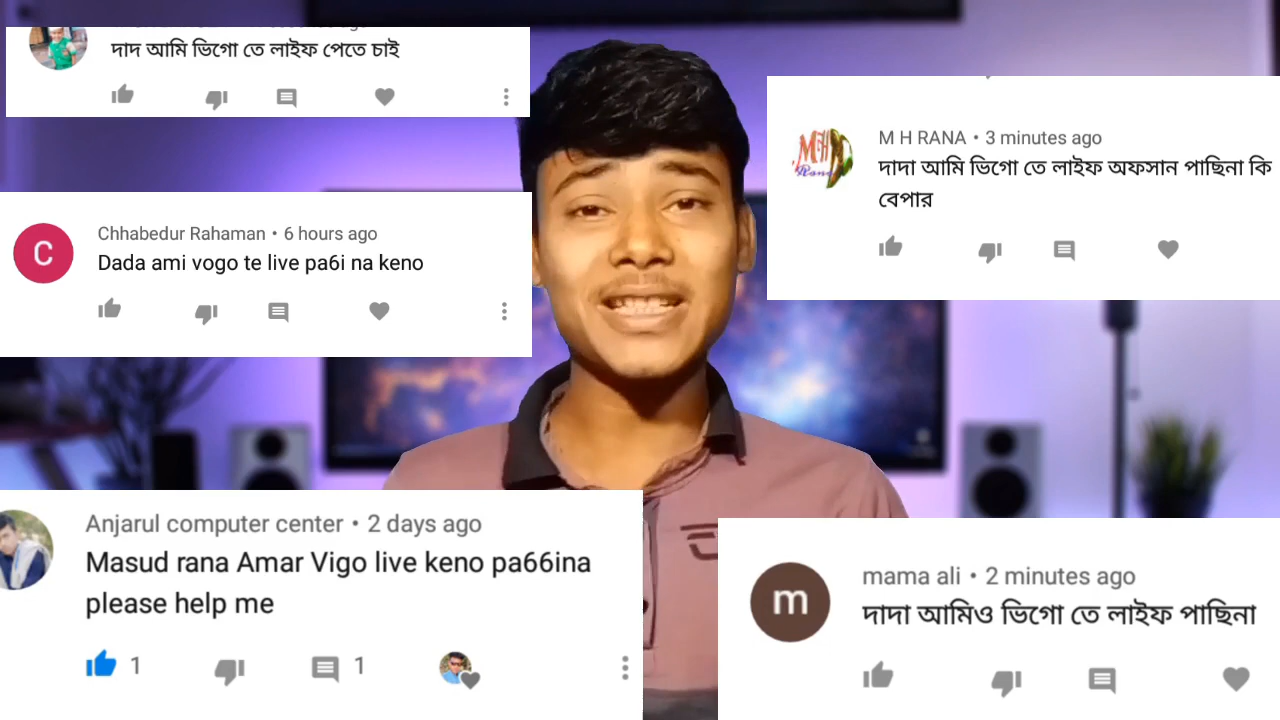 দাদ আমি ভিগো তে লাইফ পেতে চাই
Chhabedur Rahaman • 6 hours ago
Dada ami vogo te live pa6i na keno
M H RANA • 3 minutes ago
দাদা আমি ভিগো তে লাইফ অফসান পাছিনা কি
বেপার
Anjarul computer center • 2 days ago
Masud rana Amar Vigo live keno pa66ina
please help me
1
1
mama ali • 2 minutes ago
দাদা আমিও ভিগো তে লাইফ পাছিনা
C
MH
Rana
m